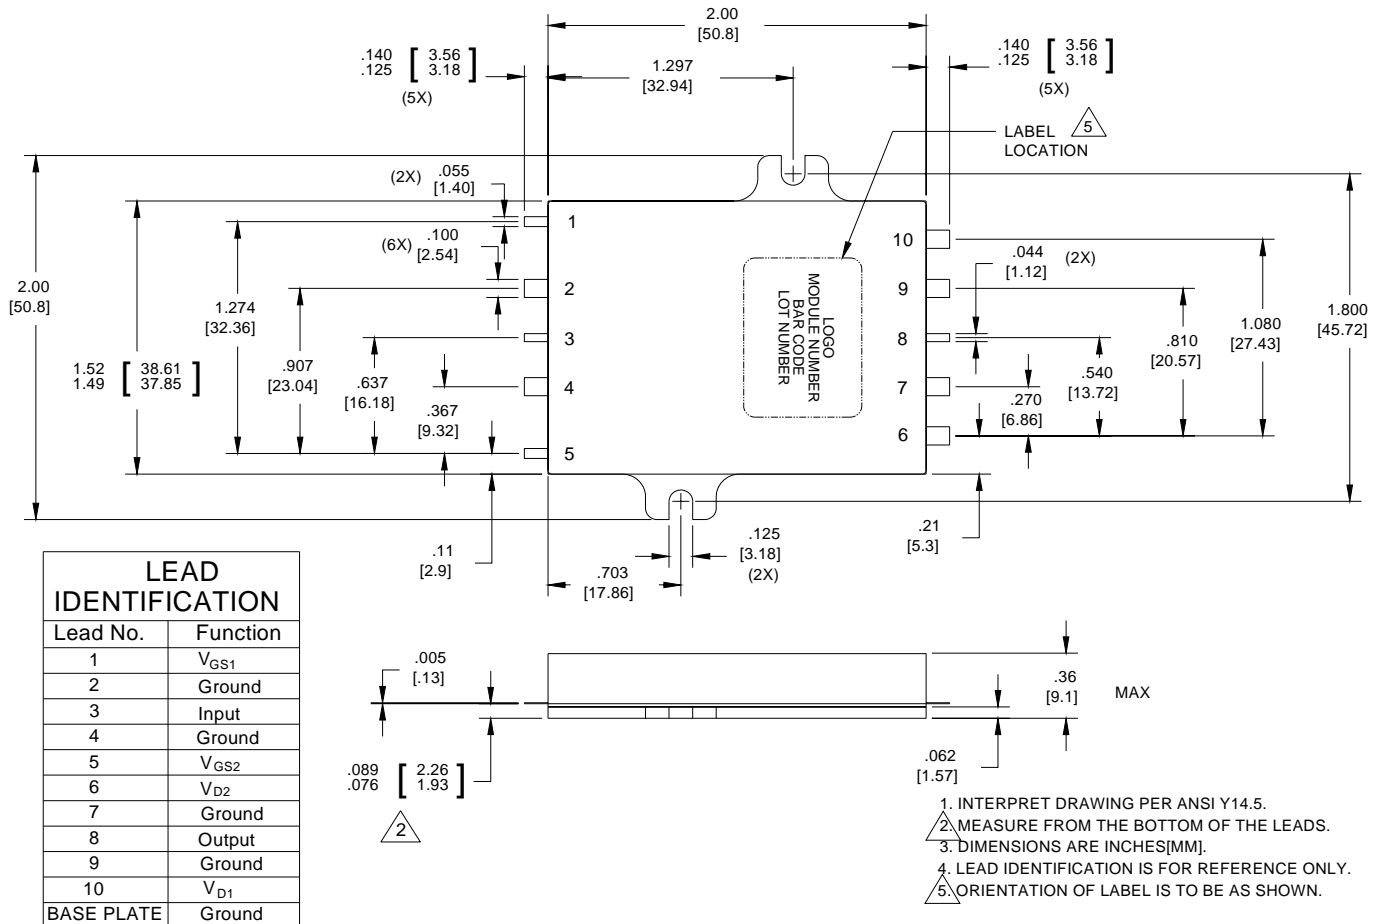 2.00
[50.8]
.140
.125 [ 3.56
3.18 ]
(5X)
1.297
[32.94]
.140
.125 [ 3.56
3.18 ]
(5X)
LABEL 5
LOCATION
(2X) .055
[1.40]
(6X) .100
[2.54]
2.00
[50.8]
1.274
[32.36]
1.52
1.49 [ 38.61
37.85 ]
.907
[23.04]
.637
[16.18]
.367
[9.32]
1
2
3
4
5
10
9
8
7
6
LOGO
MODULE NUMBER
BAR CODE
LOT NUMBER
.044 (2X)
[1.12]
.270
[6.86]
.540
[13.72]
.810
[20.57]
1.080
[27.43]
1.800
[45.72]
.11
[2.9]
.703
[17.86]
.125
[3.18]
(2X)
.21
[5.3]
LEAD
IDENTIFICATION
Lead No. Function
1 VGS1
2 Ground
3 Input
4 Ground
5 VGS2
6 VD2
7 Ground
8 Output
9 Ground
10 VD1
BASE PLATE Ground
.005
[.13]
.089
.076 [ 2.26
1.93 ]
2
.36
[9.1] MAX
.062
[1.57]
1. INTERPRET DRAWING PER ANSI Y14.5.
2. MEASURE FROM THE BOTTOM OF THE LEADS.
3. DIMENSIONS ARE INCHES[MM].
4. LEAD IDENTIFICATION IS FOR REFERENCE ONLY.
5. ORIENTATION OF LABEL IS TO BE AS SHOWN.